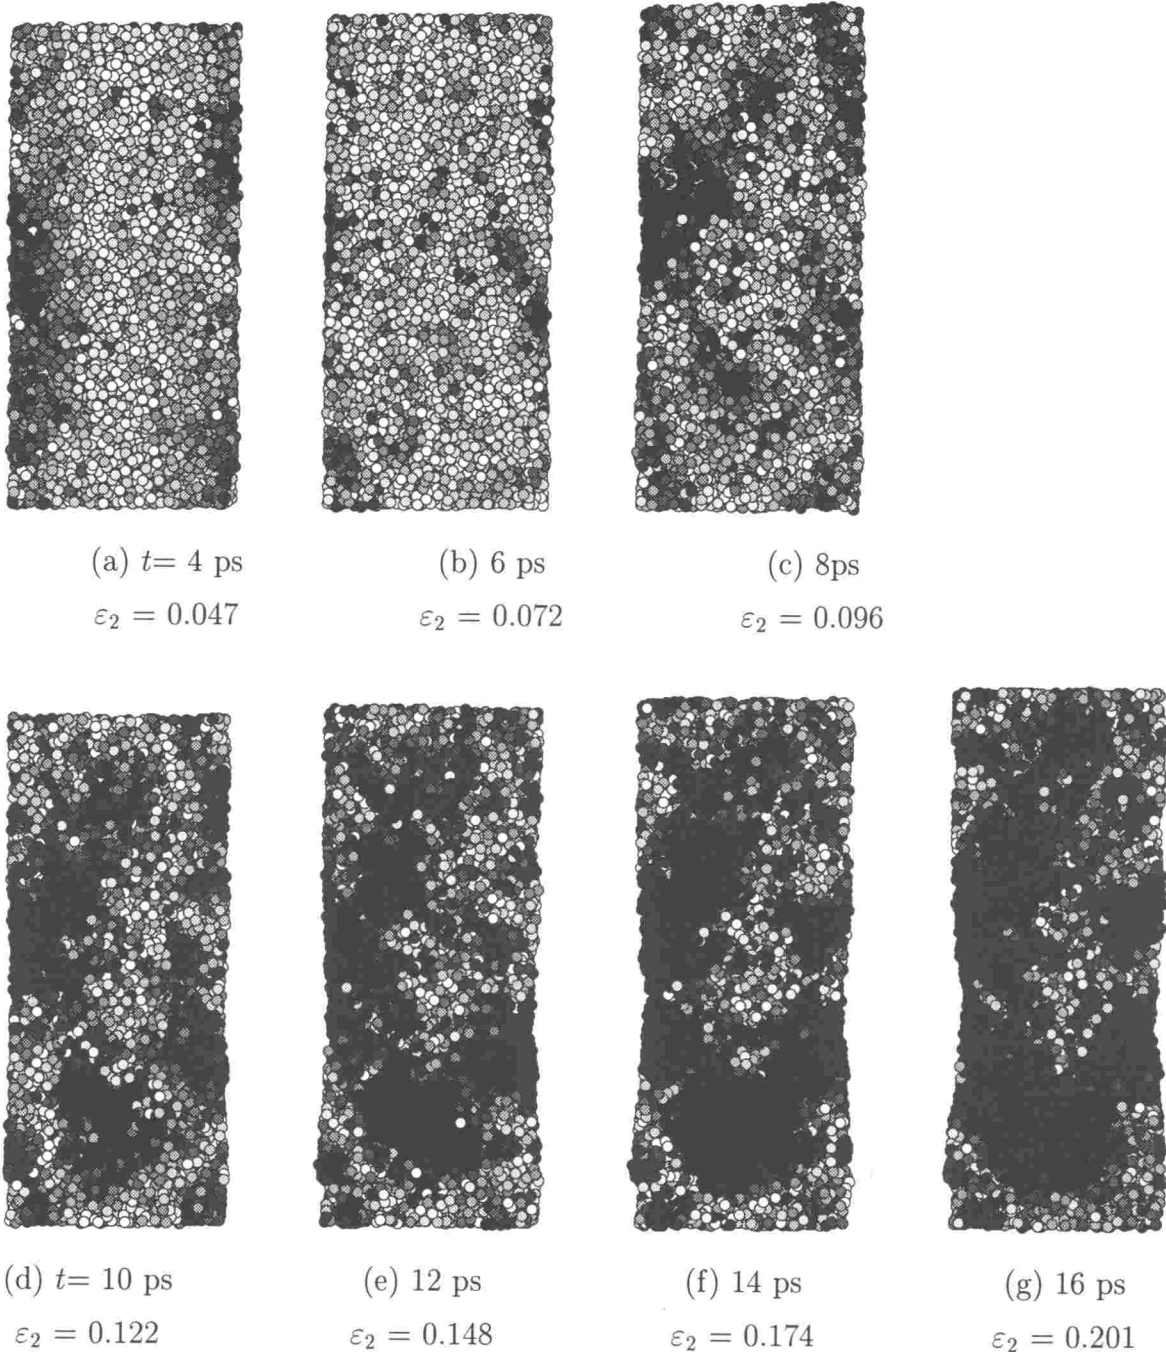 (a) t= 4 ps (b) 6 ps (c) 8ps
ε₂ = 0.047 ε₂ = 0.072 ε₂ = 0.096
(d) t= 10 ps (e) 12 ps (f) 14 ps (g) 16 ps
ε₂ = 0.122 ε₂ = 0.148 ε₂ = 0.174 ε₂ = 0.201